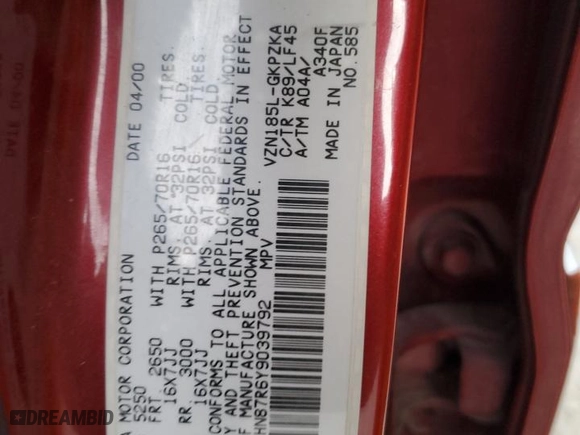 A MOTOR CORPORATION DATE 04/00
5250
FRT 2650 WITH P265/70R16 TIRES.
16X7JJ RIMS. AT 32PSI COLD.
RR. 3000 WITH P265/70R16 TIRES.
16X7JJ RIMS. AT 32PSI COLD.
CONFORMS TO ALL APPLICABLE FEDERAL MOTOR
Y AND THEFT PREVENTION STANDARDS IN EFFECT
F MANUFACTURE SHOWN ABOVE.
HN87R6Y9039792 MPV
VZN185L-GKPZKA
C/TR K89/LF45
A/TM A04A/
A340F
MADE IN JAPAN
NO.585
DREAMBID